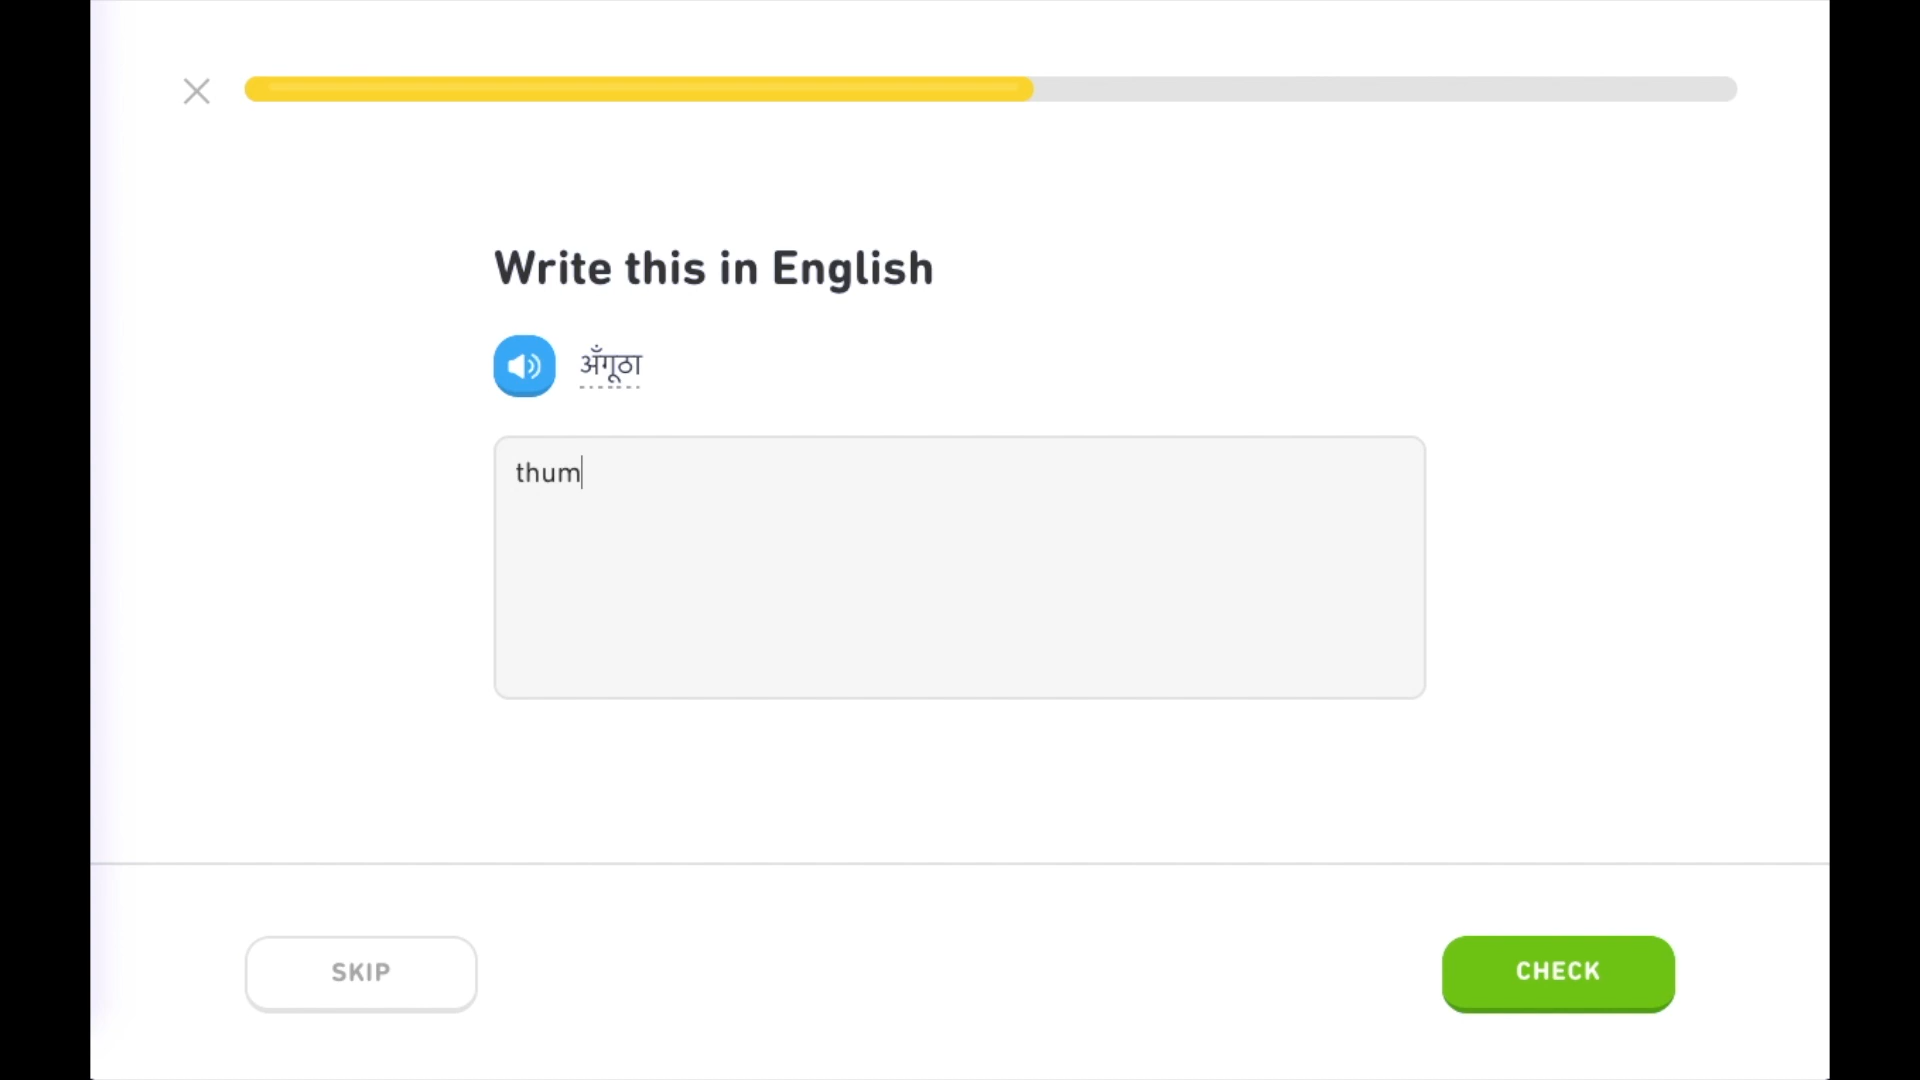 Write this in English
अँगूठा
thum
SKIP
CHECK